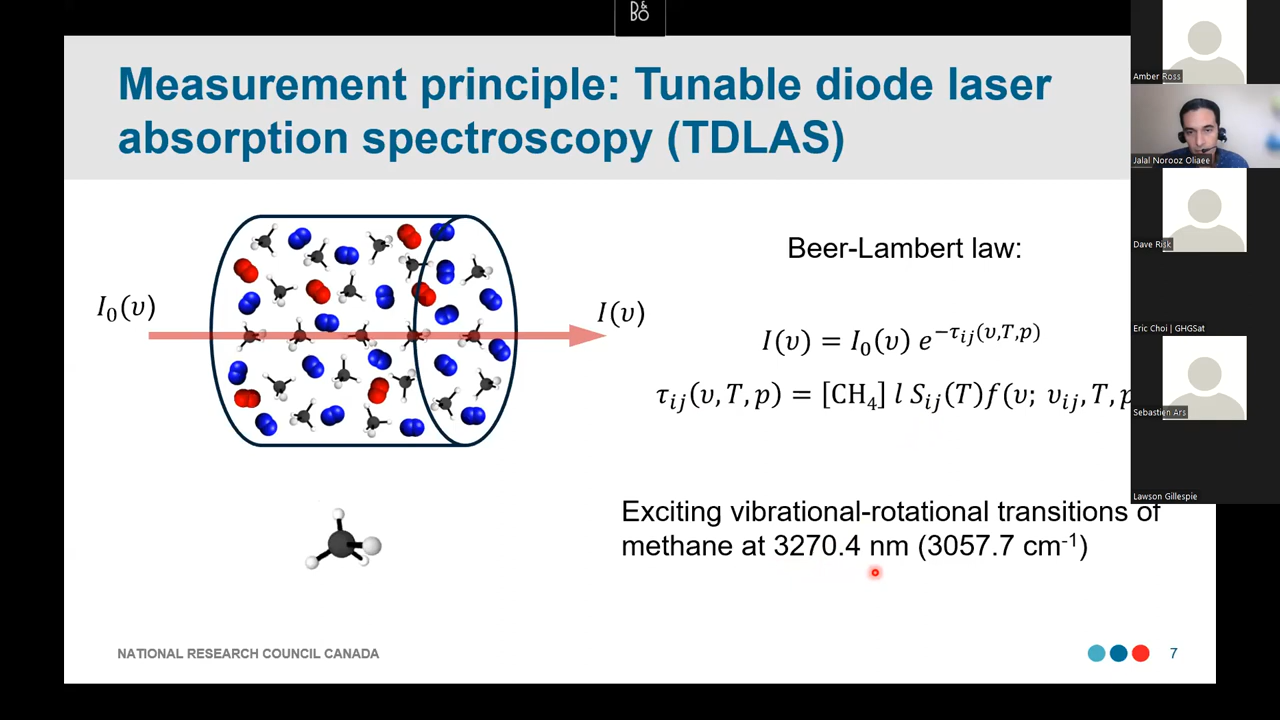 B&
BO
Measurement principle: Tunable diode laser
absorption spectroscopy (TDLAS)
I₀(υ)
I(υ)
Beer-Lambert law:
I(υ) = I₀(υ) e^−τᵢⱼ(υ,T,p)
τᵢⱼ(υ, T, p) = [CH₄] l Sᵢⱼ(T)f(υ; υᵢⱼ, T, p
Exciting vibrational-rotational transitions of
methane at 3270.4 nm (3057.7 cm⁻¹)
NATIONAL RESEARCH COUNCIL CANADA
7
Amber Ross
Jalal Norooz Oliaee
Dave Risk
Eric Choi | GHGSat
Sebastien Ars
Lawson Gillespie